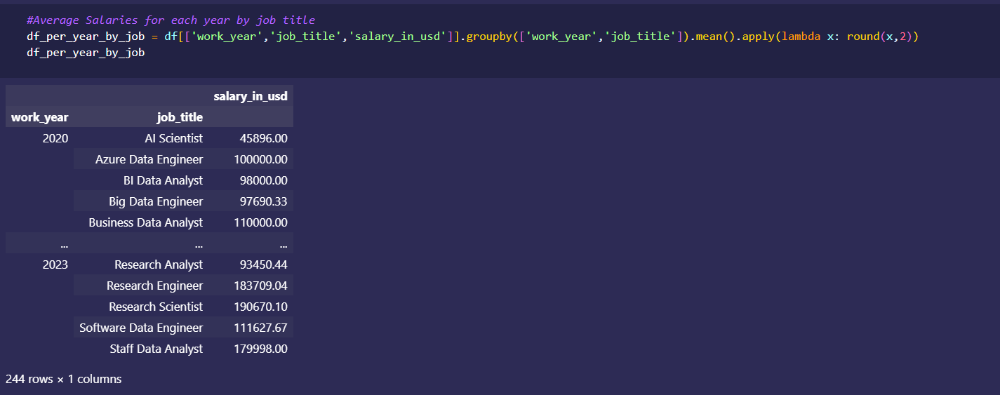 #Average Salaries for each year by job title
df_per_year_by_job = df[['work_year','job_title','salary_in_usd']].groupby(['work_year','job_title']).mean().apply(lambda x: round(x,2))
df_per_year_by_job
salary_in_usd
work_year job_title
2020 AI Scientist 45896.00
Azure Data Engineer 100000.00
BI Data Analyst 98000.00
Big Data Engineer 97690.33
Business Data Analyst 110000.00
... ... ...
2023 Research Analyst 93450.44
Research Engineer 183709.04
Research Scientist 190670.10
Software Data Engineer 111627.67
Staff Data Analyst 179998.00
244 rows × 1 columns